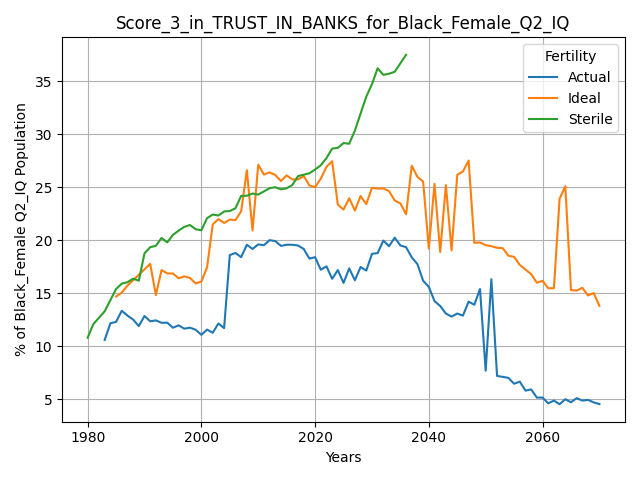 Score_3_in_TRUST_IN_BANKS_for_Black_Female_Q2_IQ
% of Black_Female Q2_IQ Population
35
30
25
20
15
10
5
Fertility
Actual
Ideal
Sterile
1980 2000 2020 2040 2060
Years